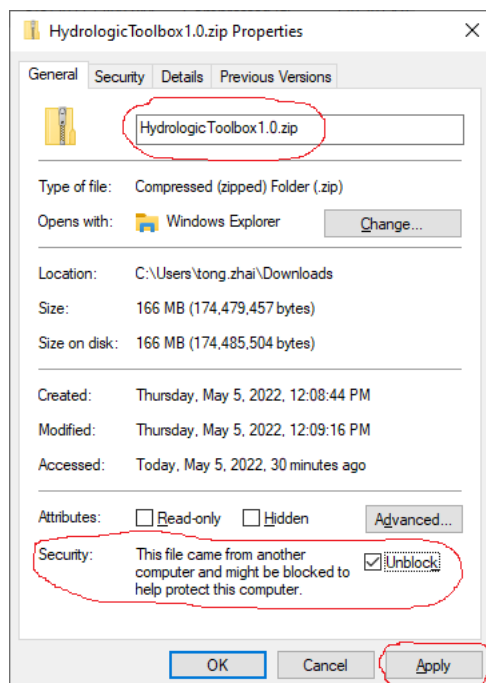 HydrologicToolbox1.0.zip Properties
General Security Details Previous Versions
HydrologicToolbox1.0.zip
Type of file: Compressed (zipped) Folder (.zip)
Opens with: Windows Explorer Change...
Location: C:\Users\tong.zhai\Downloads
Size: 166 MB (174,479,457 bytes)
Size on disk: 166 MB (174,485,504 bytes)
Created: Thursday, May 5, 2022, 12:08:44 PM
Modified: Thursday, May 5, 2022, 12:09:16 PM
Accessed: Today, May 5, 2022, 30 minutes ago
Attributes: Read-only Hidden Advanced...
Security: This file came from another
computer and might be blocked to Unblock
help protect this computer.
OK Cancel Apply